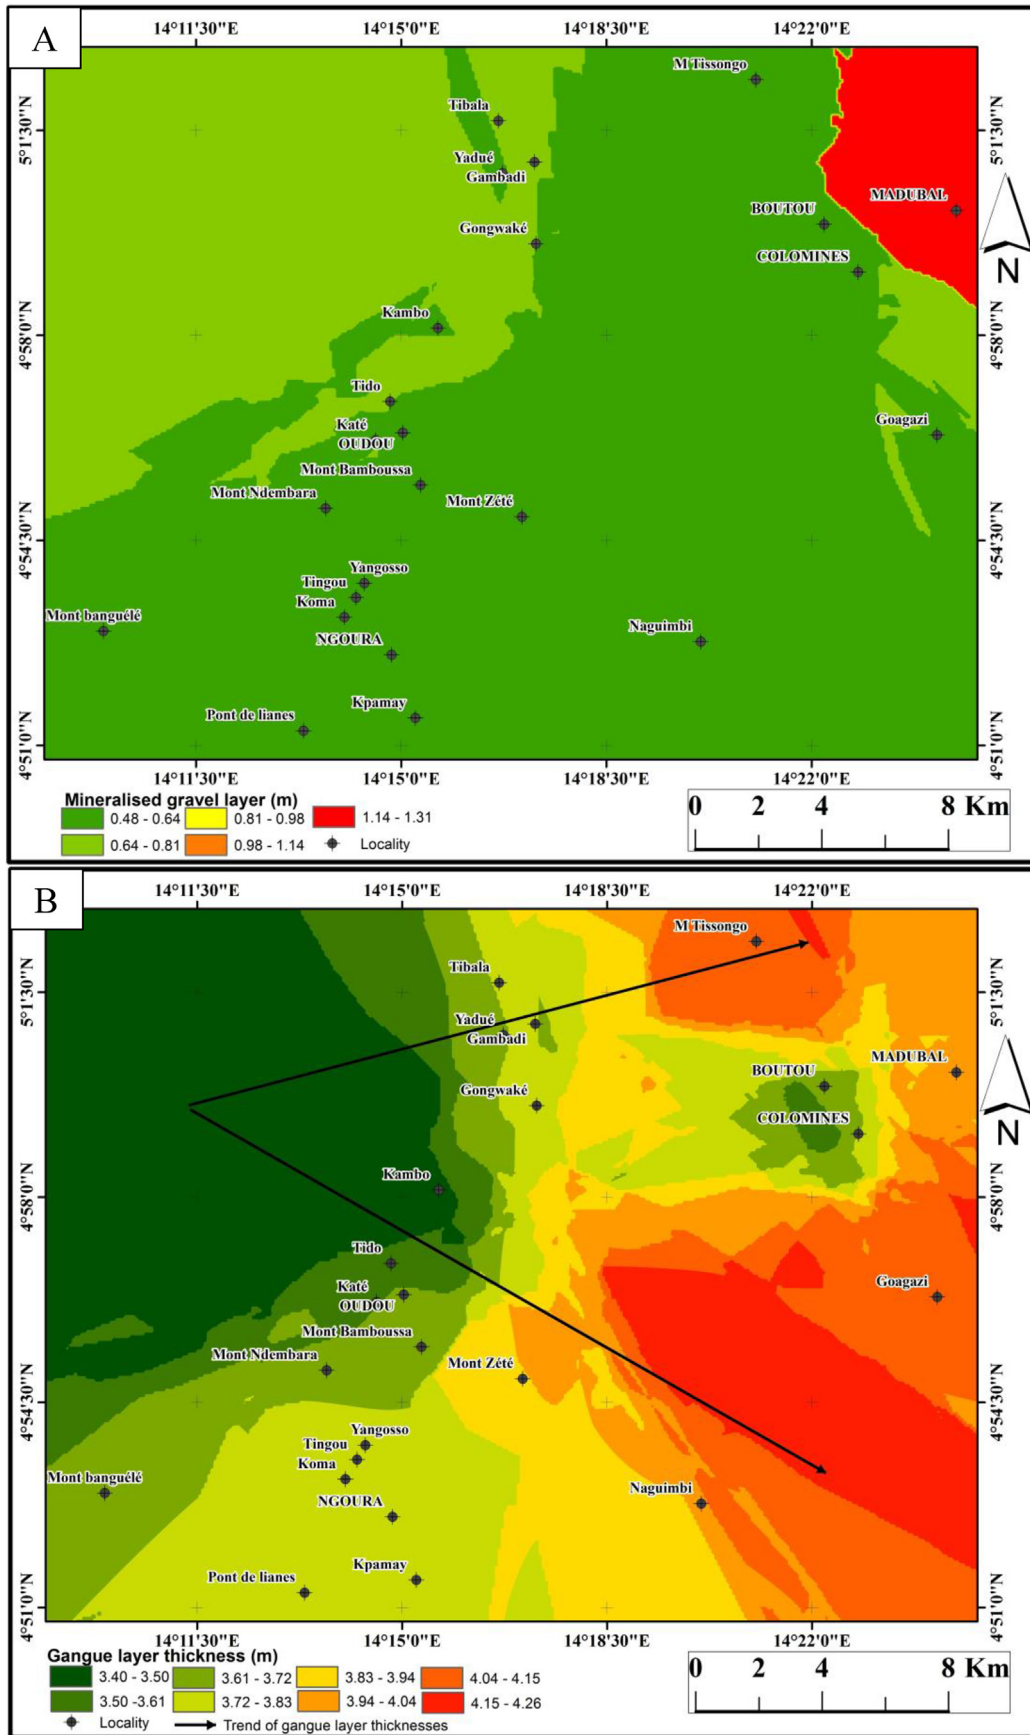 A
14°11'30"E 14°15'0"E 14°18'30"E 14°22'0"E
M Tissongo
Tibala
5°1'30"N 5°1'30"N
Yadué
Gambadi
MADUBAL
BOUTOU
Gongwaké
COLOMINES
N
Kambo
4°58'0"N 4°58'0"N
Tido
Katé
OUDOU
Goagazi
Mont Bamboussa
Mont Ndembara
Mont Zété
4°54'30"N 4°54'30"N
Yangosso
Tingou
Koma
Mont banguélé
NGOURA
Naguimbi
Kpamay
Pont de lianes
4°51'0"N 4°51'0"N
14°11'30"E 14°15'0"E 14°18'30"E 14°22'0"E
Mineralised gravel layer (m)
0.48 - 0.64 0.81 - 0.98 1.14 - 1.31
0.64 - 0.81 0.98 - 1.14 Locality
0 2 4 8 Km
B
14°11'30"E 14°15'0"E 14°18'30"E 14°22'0"E
M Tissongo
Tibala
5°1'30"N 5°1'30"N
Yadué
Gambadi
MADUBAL
BOUTOU
Gongwaké
COLOMINES
N
Kambo
4°58'0"N 4°58'0"N
Tido
Katé
OUDOU
Goagazi
Mont Bamboussa
Mont Ndembara
Mont Zété
4°54'30"N 4°54'30"N
Yangosso
Tingou
Koma
Mont banguélé
NGOURA
Naguimbi
Kpamay
Pont de lianes
4°51'0"N 4°51'0"N
14°11'30"E 14°15'0"E 14°18'30"E 14°22'0"E
Gangue layer thickness (m)
3.40 - 3.50 3.61 - 3.72 3.83 - 3.94 4.04 - 4.15
3.50 -3.61 3.72 - 3.83 3.94 - 4.04 4.15 - 4.26
Locality Trend of gangue layer thicknesses
0 2 4 8 Km